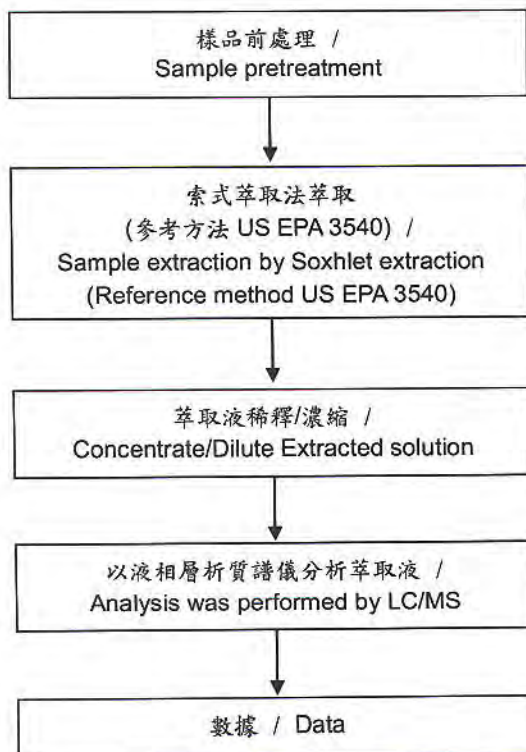 樣品前處理 /
Sample pretreatment
索式萃取法萃取
(參考方法 US EPA 3540) /
Sample extraction by Soxhlet extraction
(Reference method US EPA 3540)
萃取液稀釋/濃縮 /
Concentrate/Dilute Extracted solution
以液相層析質譜儀分析萃取液 /
Analysis was performed by LC/MS
數據 / Data